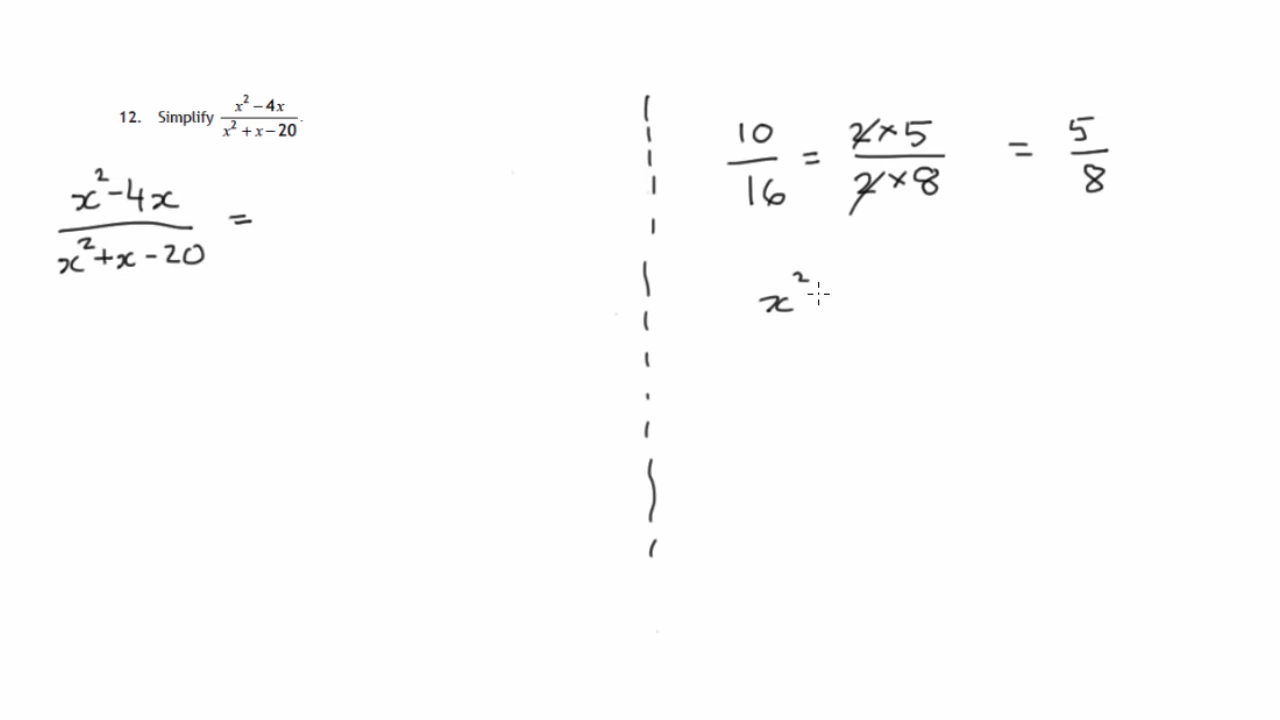 12. Simplify (x² − 4x)/(x² + x − 20).
x² - 4x
x² + x - 20
=
10/16 = (2 × 5)/(2 × 8) = 5/8
x²